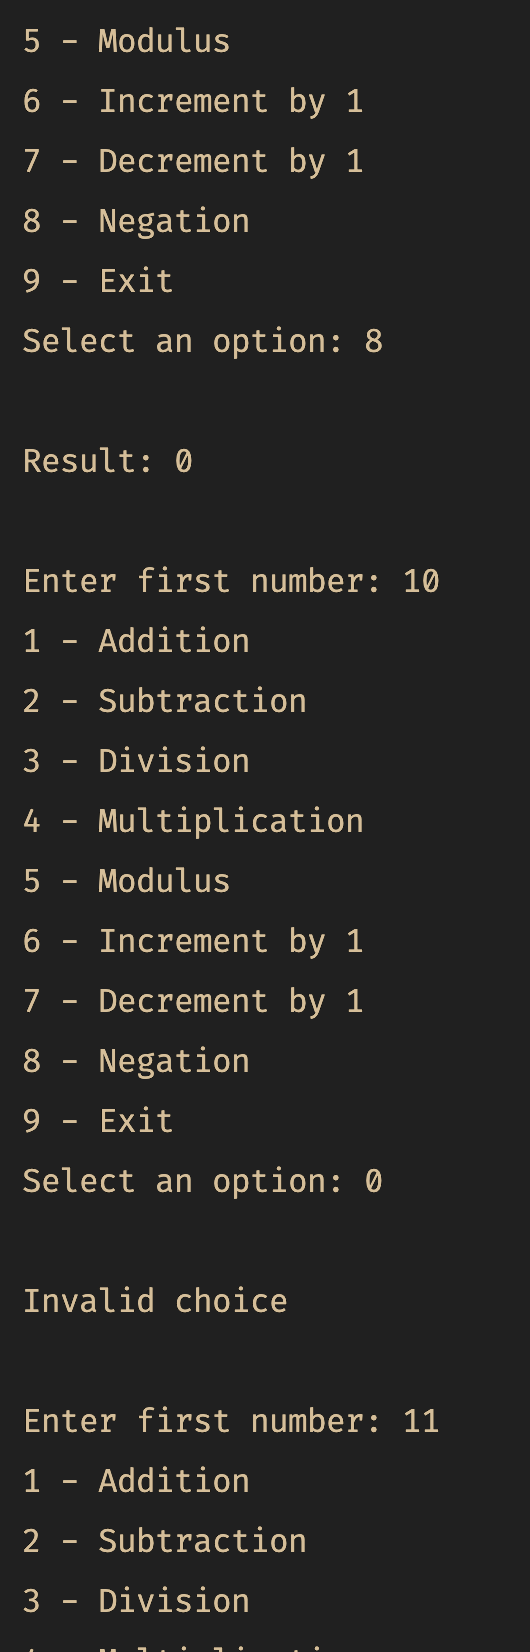 5 - Modulus
6 - Increment by 1
7 - Decrement by 1
8 - Negation
9 - Exit
Select an option: 8
Result: 0
Enter first number: 10
1 - Addition
2 - Subtraction
3 - Division
4 - Multiplication
5 - Modulus
6 - Increment by 1
7 - Decrement by 1
8 - Negation
9 - Exit
Select an option: 0
Invalid choice
Enter first number: 11
1 - Addition
2 - Subtraction
3 - Division